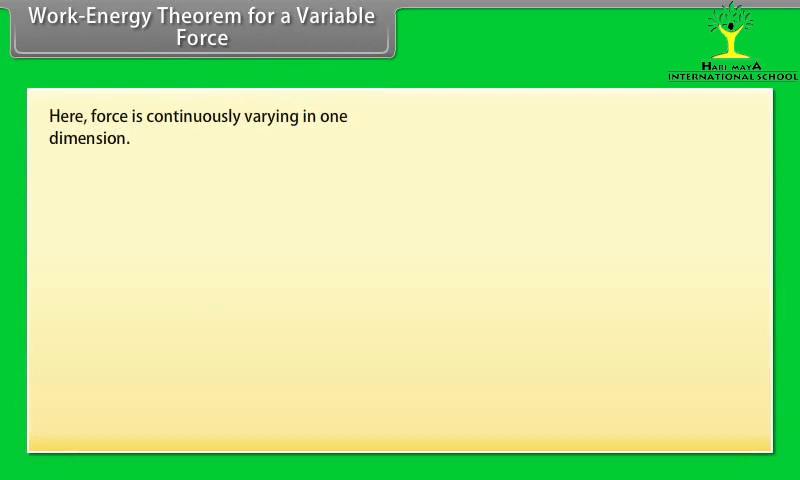 Work-Energy Theorem for a Variable
Force
HARI MAYA
INTERNATIONAL SCHOOL
Here, force is continuously varying in one
dimension.